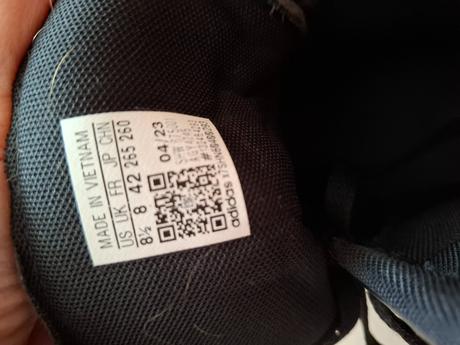 MADE IN VIETNAM
US UK FR JP CHN
8½ 8 42 265 260
04/23
adidas